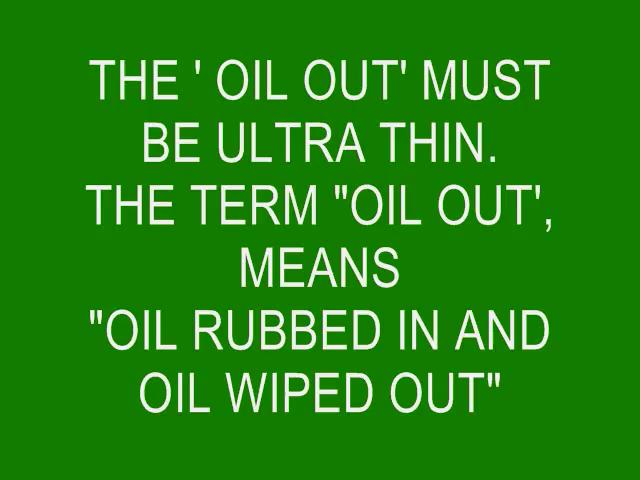 THE ' OIL OUT' MUST
BE ULTRA THIN.
THE TERM "OIL OUT',
MEANS
"OIL RUBBED IN AND
OIL WIPED OUT"